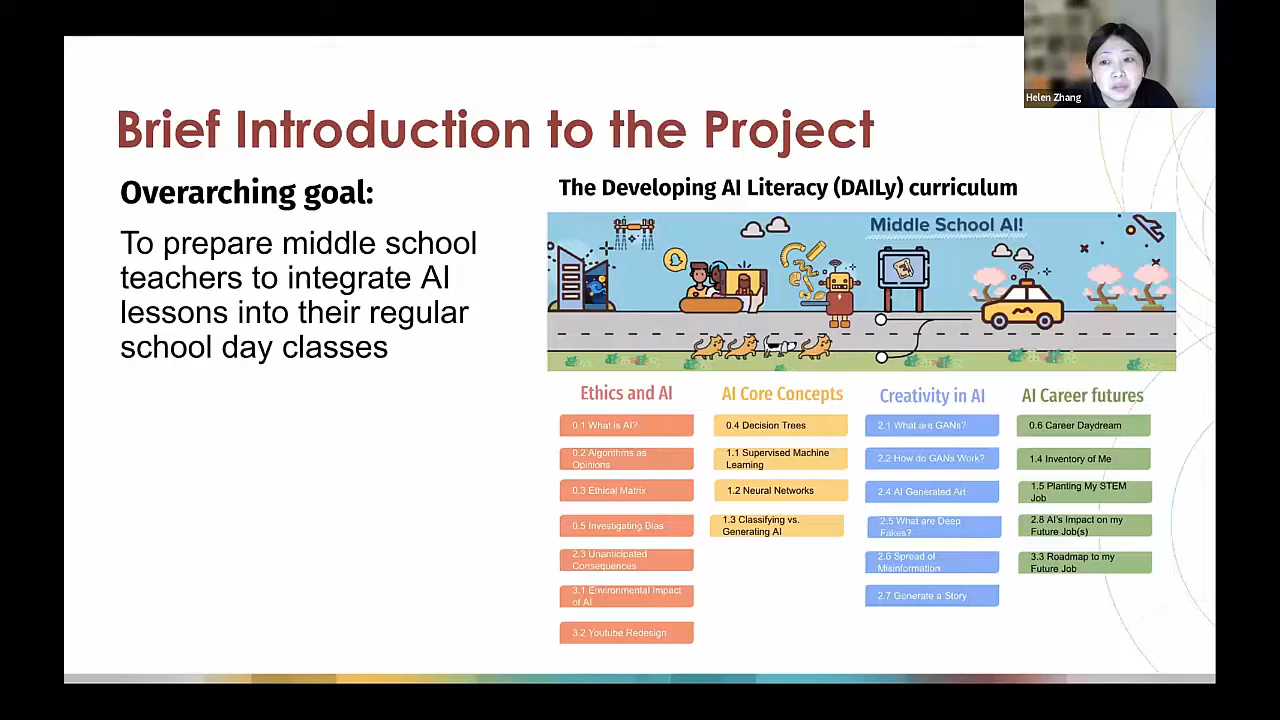 Helen Zhang
Brief Introduction to the Project
Overarching goal:
To prepare middle school
teachers to integrate AI
lessons into their regular
school day classes
The Developing AI Literacy (DAILy) curriculum
Middle School AI!
Ethics and AI
0.1 What is AI?
0.2 Algorithms as
Opinions
0.3 Ethical Matrix
0.5 Investigating Bias
2.3 Unanticipated
Consequences
3.1 Environmental Impact
of AI
3.2 Youtube Redesign
AI Core Concepts
0.4 Decision Trees
1.1 Supervised Machine
Learning
1.2 Neural Networks
1.3 Classifying vs.
Generating AI
Creativity in AI
2.1 What are GANs?
2.2 How do GANs Work?
2.4 AI Generated Art
2.5 What are Deep
Fakes?
2.6 Spread of
Misinformation
2.7 Generate a Story
AI Career futures
0.6 Career Daydream
1.4 Inventory of Me
1.5 Planting My STEM
Job
2.8 AI's Impact on my
Future Job(s)
3.3 Roadmap to my
Future Job